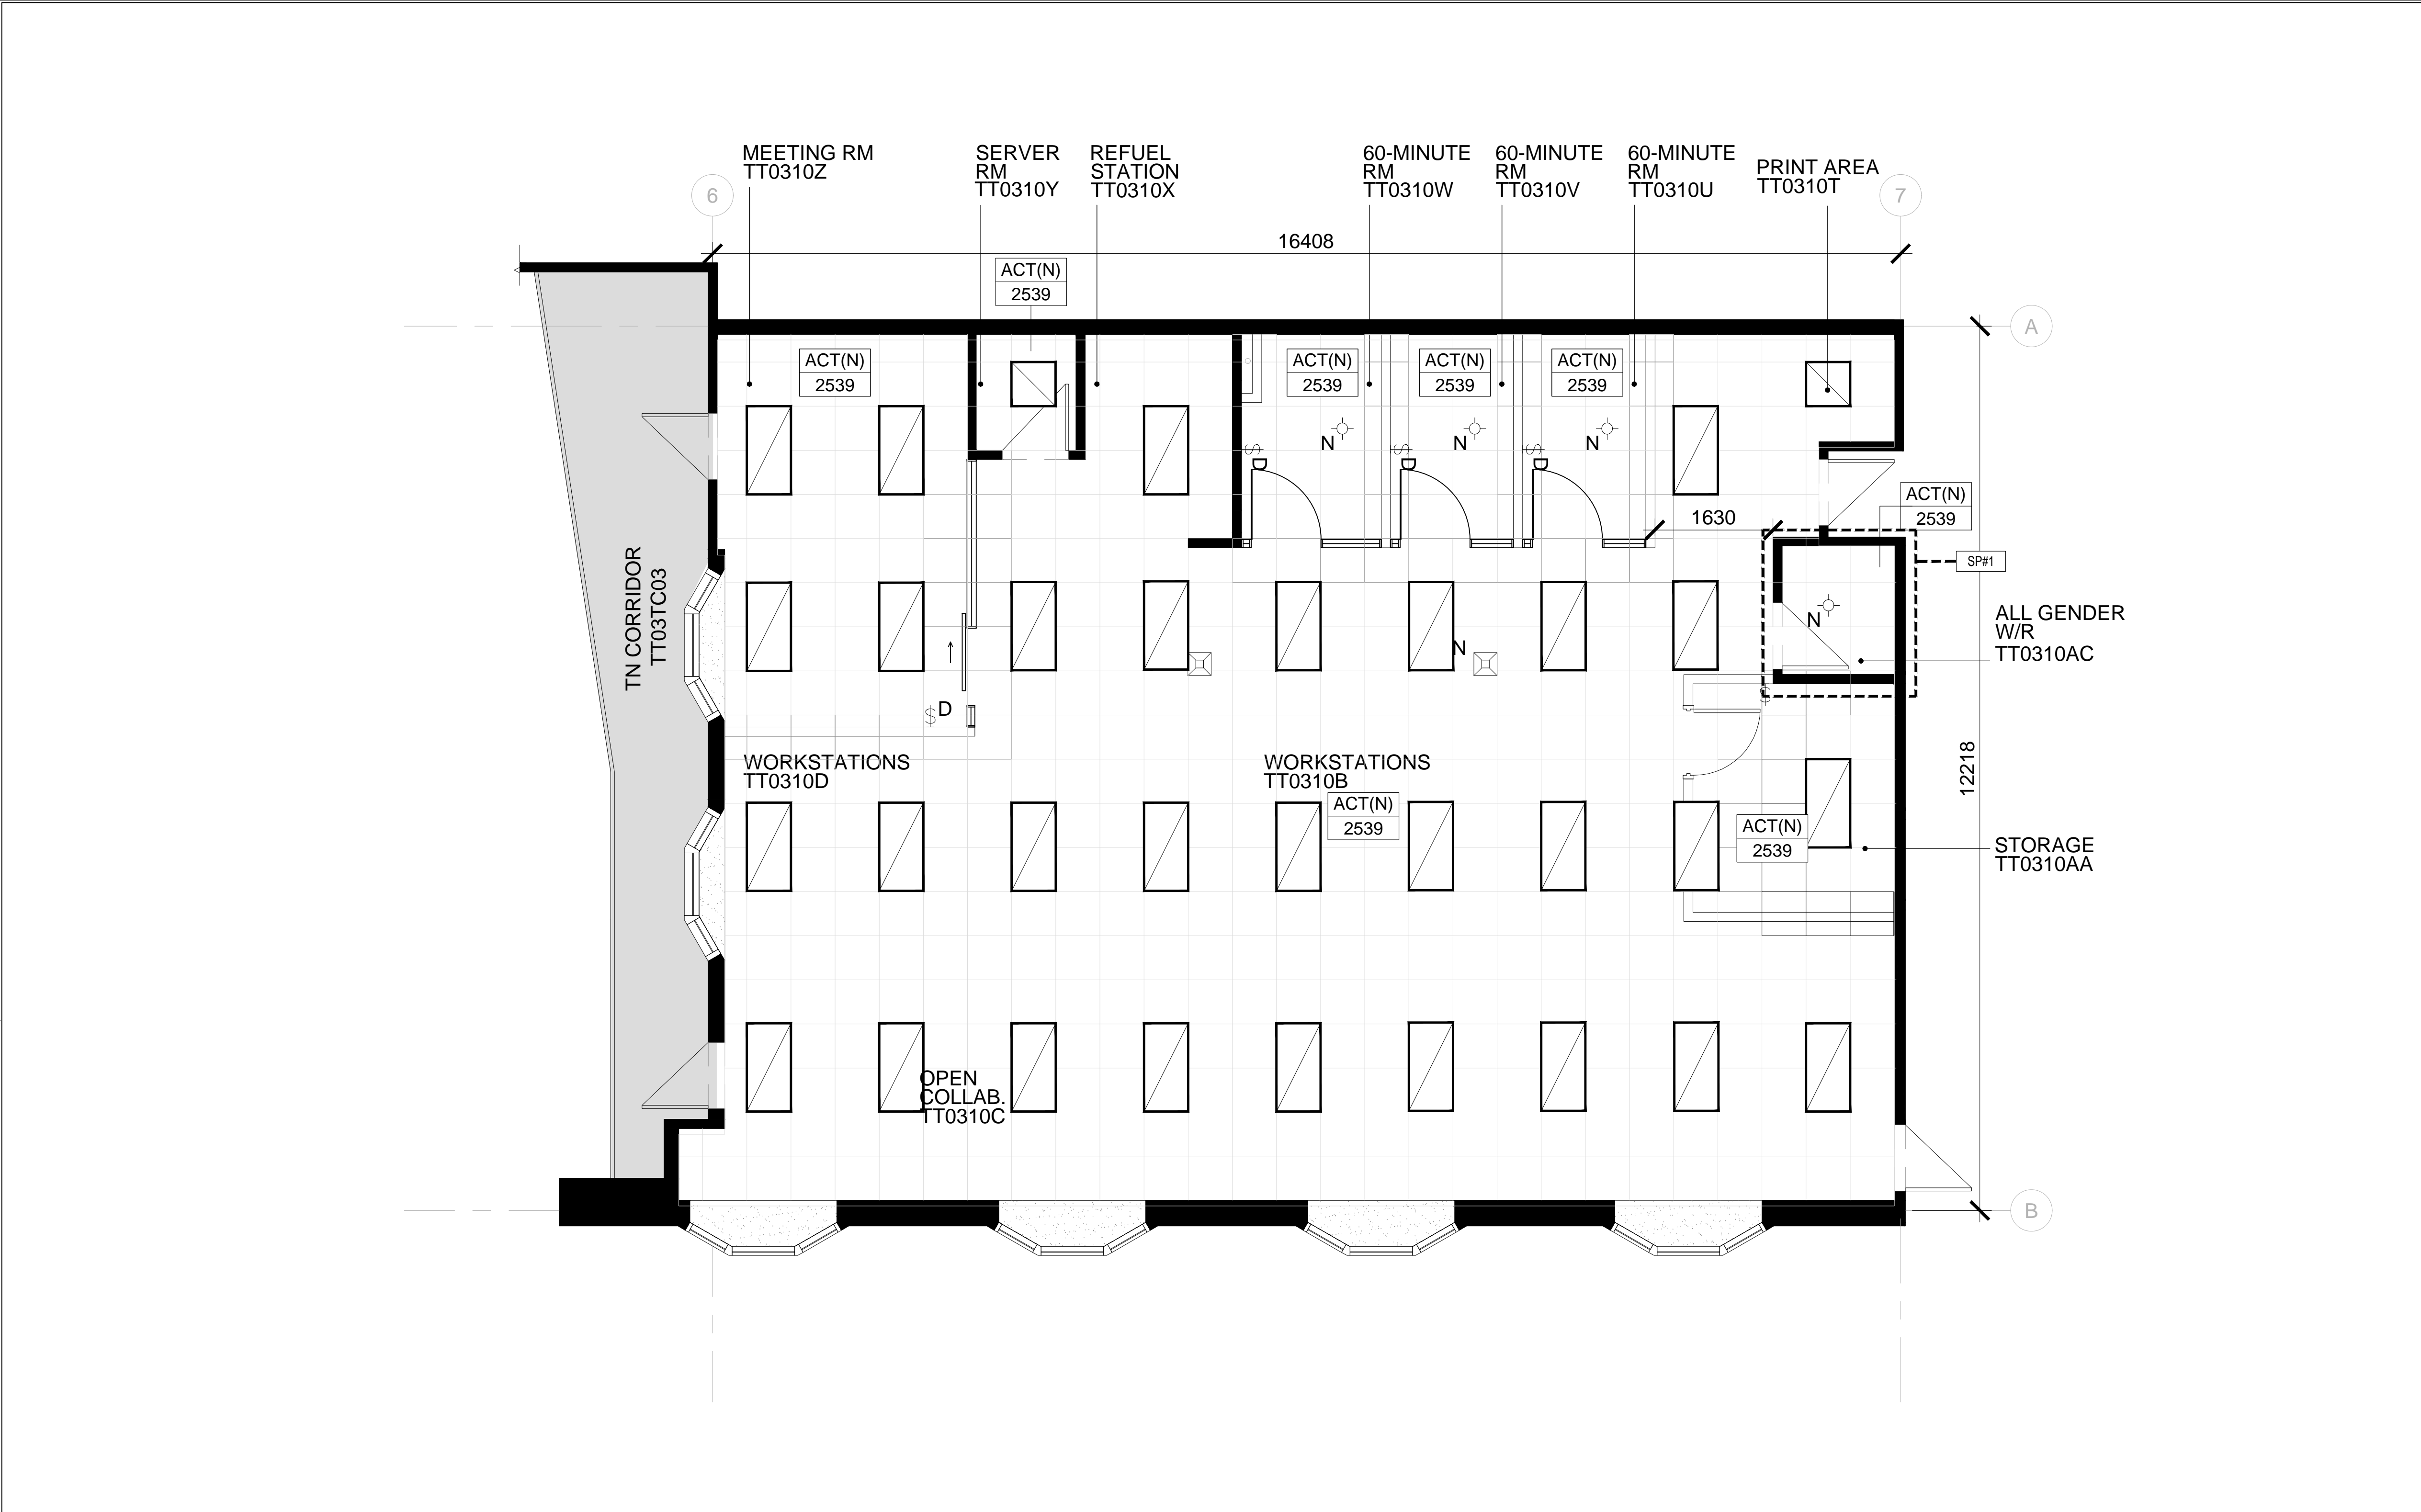 MEETING RM
TT0310Z
SERVER
RM
TT0310Y
REFUEL
STATION
TT0310X
60-MINUTE
RM
TT0310W
60-MINUTE
RM
TT0310V
60-MINUTE
RM
TT0310U
PRINT AREA
TT0310T
6
7
16408
ACT(N)
2539
A
ACT(N)
2539
ACT(N)
2539
ACT(N)
2539
ACT(N)
2539
N
N
N
$
D
$
D
$
D
ACT(N)
2539
1630
SP#1
TN CORRIDOR
TT03TC03
N
ALL GENDER
W/R
TT0310AC
N
$
$
D
WORKSTATIONS
TT0310D
WORKSTATIONS
TT0310B
12218
ACT(N)
2539
ACT(N)
2539
STORAGE
TT0310AA
OPEN
COLLAB.
TT0310C
B